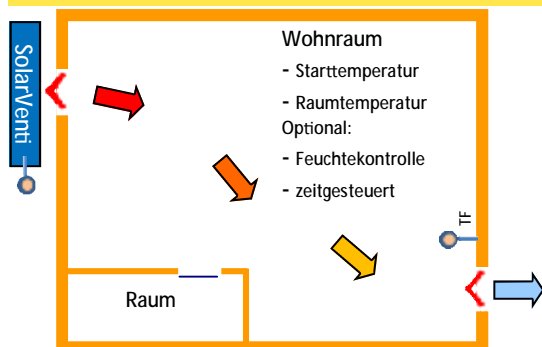 SolarVenti
Wohnraum
- Starttemperatur
- Raumtemperatur
Optional:
- Feuchtekontrolle
- zeitgesteuert
TF
Raum